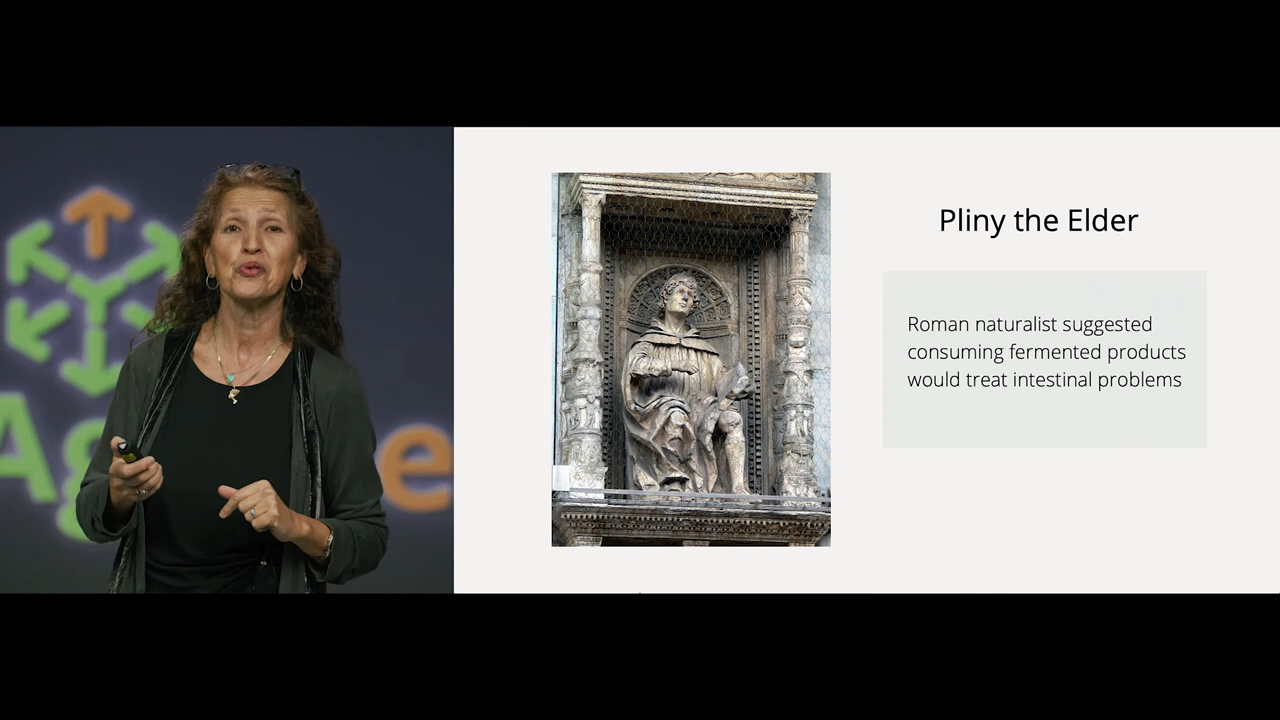 Pliny the Elder
Roman naturalist suggested
consuming fermented products
would treat intestinal problems